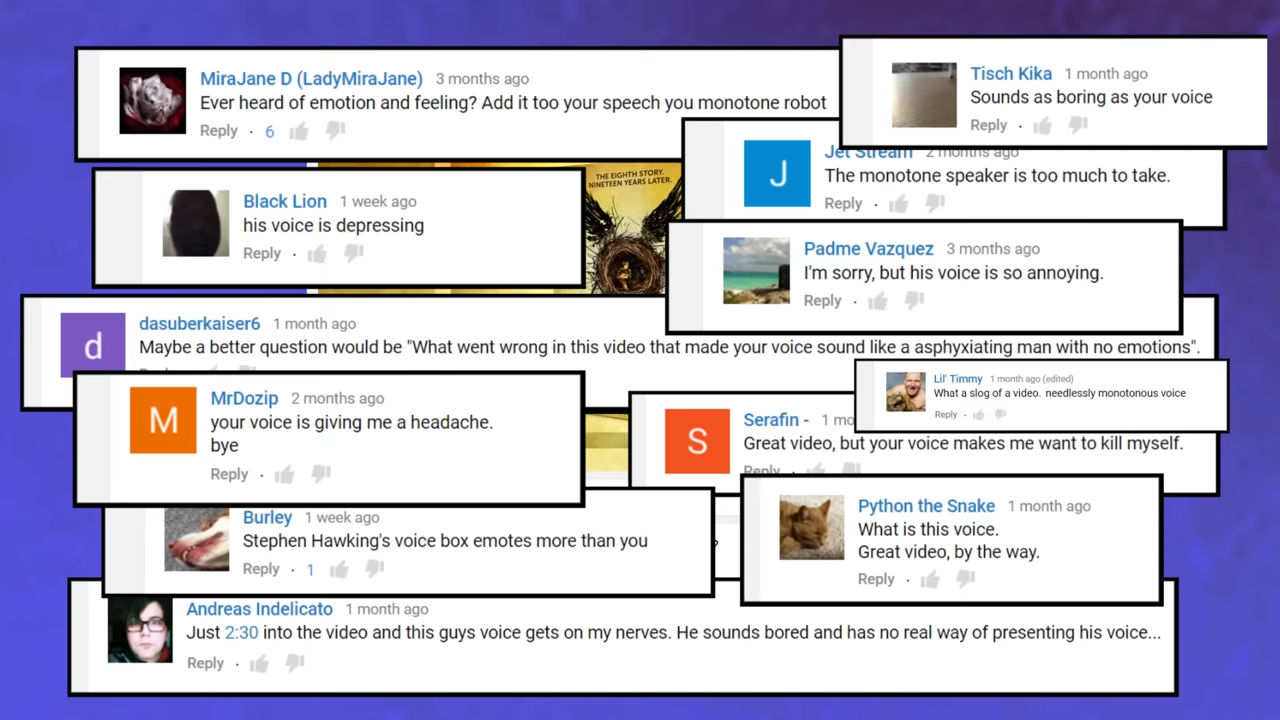 MiraJane D (LadyMiraJane) 3 months ago
Ever heard of emotion and feeling? Add it too your speech you monotone robot
Reply · 6
Tisch Kika 1 month ago
Sounds as boring as your voice
Reply ·
Jet Stream 2 months ago
J
The monotone speaker is too much to take.
Reply ·
THE EIGHTH STORY.
NINETEEN YEARS LATER.
Black Lion 1 week ago
his voice is depressing
Reply ·
Padme Vazquez 3 months ago
I'm sorry, but his voice is so annoying.
Reply ·
dasuberkaiser6 1 month ago
d
Maybe a better question would be "What went wrong in this video that made your voice sound like a asphyxiating man with no emotions".
Lil' Timmy 1 month ago (edited)
What a slog of a video. needlessly monotonous voice
Reply ·
MrDozip 2 months ago
M
your voice is giving me a headache.
bye
Reply ·
Serafin - 1 mo
S
Great video, but your voice makes me want to kill myself.
Reply
Burley 1 week ago
Stephen Hawking's voice box emotes more than you
Reply · 1
?
Python the Snake 1 month ago
What is this voice.
Great video, by the way.
Reply ·
Andreas Indelicato 1 month ago
Just 2:30 into the video and this guys voice gets on my nerves. He sounds bored and has no real way of presenting his voice...
Reply ·